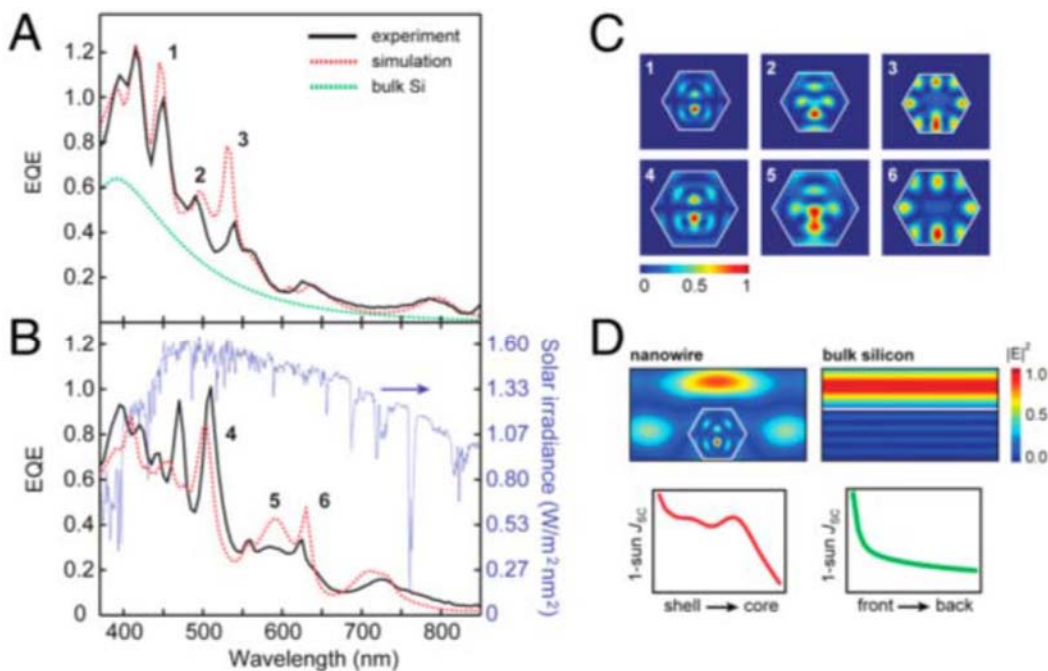 A
EQE
1.2
1.0
0.8
0.6
0.4
0.2
1
2
3
experiment
simulation
bulk Si
B
EQE
1.2
1.0
0.8
0.6
0.4
0.2
0
4
5
6
1.60
1.33
1.07
0.80
0.53
0.27
0
Solar irradiance (W/m²nm²)
400 500 600 700 800
Wavelength (nm)
C
1 2 3
4 5 6
0 0.5 1
D
nanowire bulk silicon |E|²
1.0
0.5
0.0
1-sun JSC
shell → core
1-sun JSC
front → back